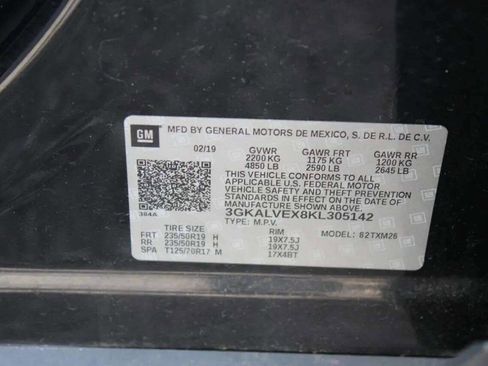 GM
MFD BY GENERAL MOTORS DE MEXICO, S. DE R.L. DE C.V.
02/19 GVWR GAWR FRT GAWR RR
2200 KG 1175 KG 1200 KG
4850 LB 2590 LB 2645 LB
THIS VEHICLE CONFORMS TO ALL
APPLICABLE U.S. FEDERAL MOTOR
VEHICLE SAFETY AND THEFT PREVENTION
STANDARDS IN EFFECT ON THE DATE OF
MANUFACTURE SHOWN ABOVE.
3GKALVEX8KL305142
384A TYPE: M.P.V.
TIRE SIZE RIM MODEL: 82TXM26
FRT 235/50R19 H 19X7.5J
RR 235/50R19 H 19X7.5J
SPA T125/70R17 M 17X4BT